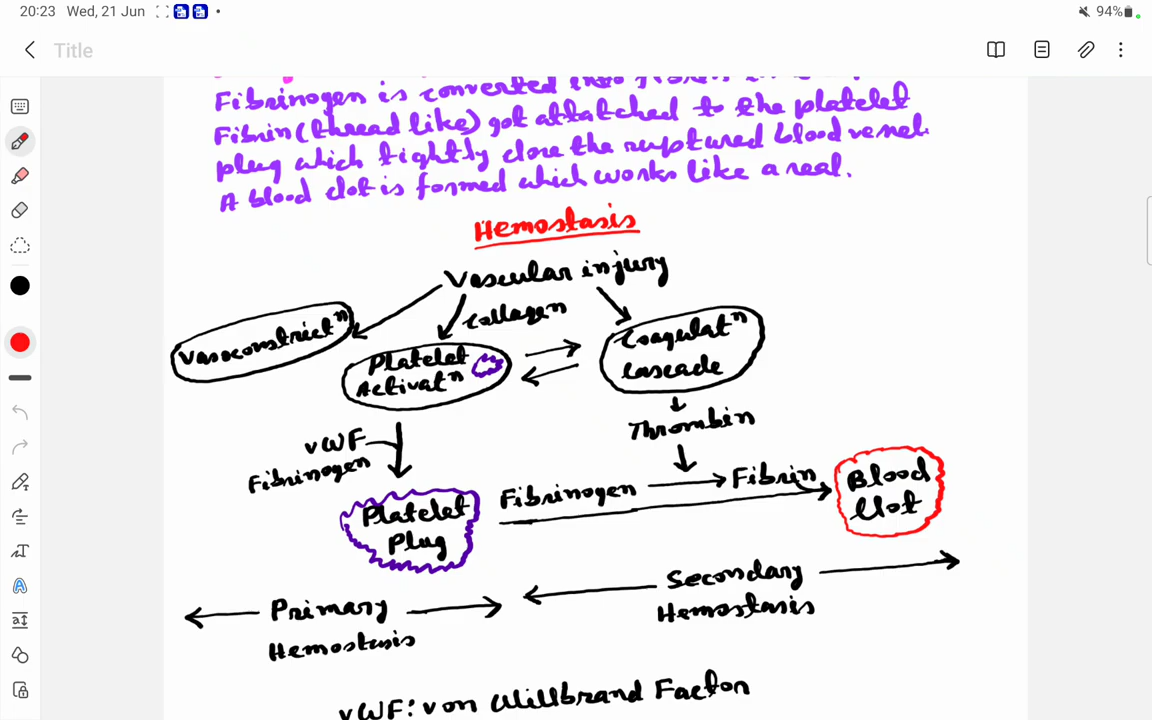 20:23 Wed, 21 Jun
94%
Title
Fibrinogen is converted into
Fibrin (thread like) got attatched to the platelet
plug which tightly close the ruptured blood vessel.
A blood clot is formed which works like a real.
Hemostasis
Vascular injury
Collagen
Vasoconstrictⁿ
Platelet
Activatⁿ
Coagulatⁿ
cascade
Thrombin
vWF
Fibrinogen
Fibrinogen → Fibrin
Blood
Clot
Platelet
Plug
Secondary
Hemostasis
Primary
Hemostasis
vWF: von Willbrand Factor